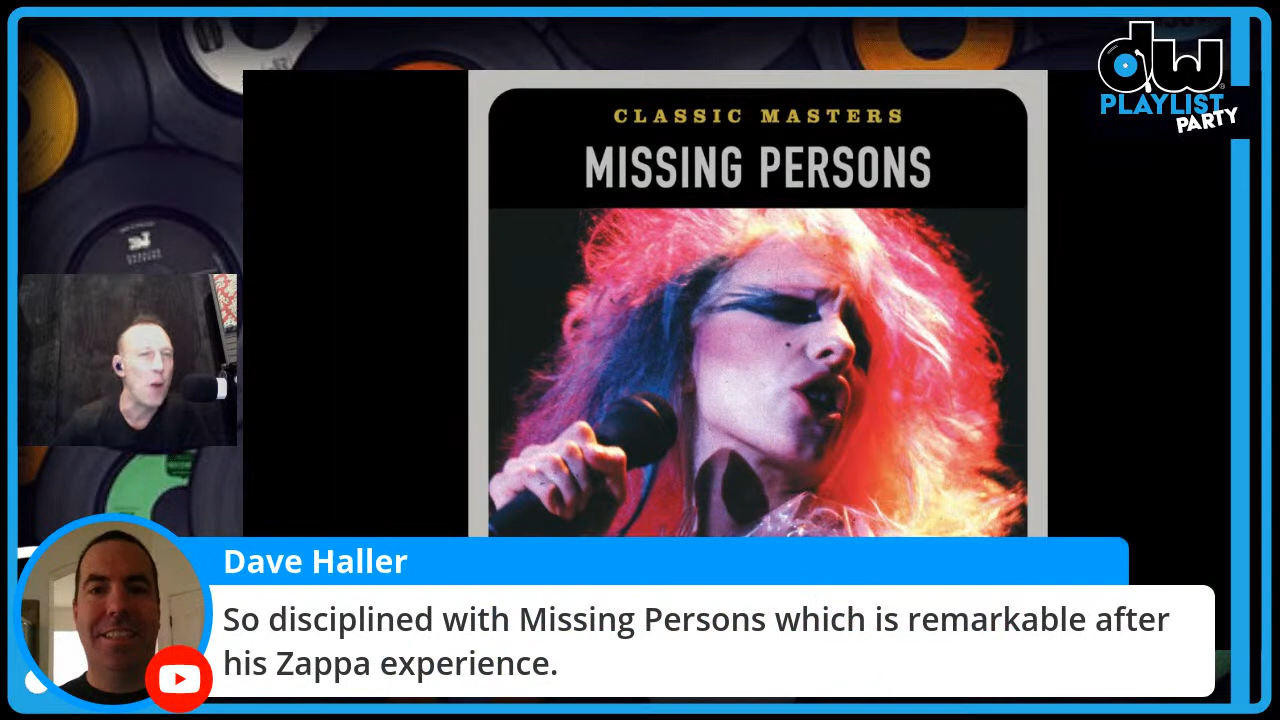 dw
PLAYLIST
PARTY
CLASSIC MASTERS
MISSING PERSONS
Dave Haller
So disciplined with Missing Persons which is remarkable after
his Zappa experience.